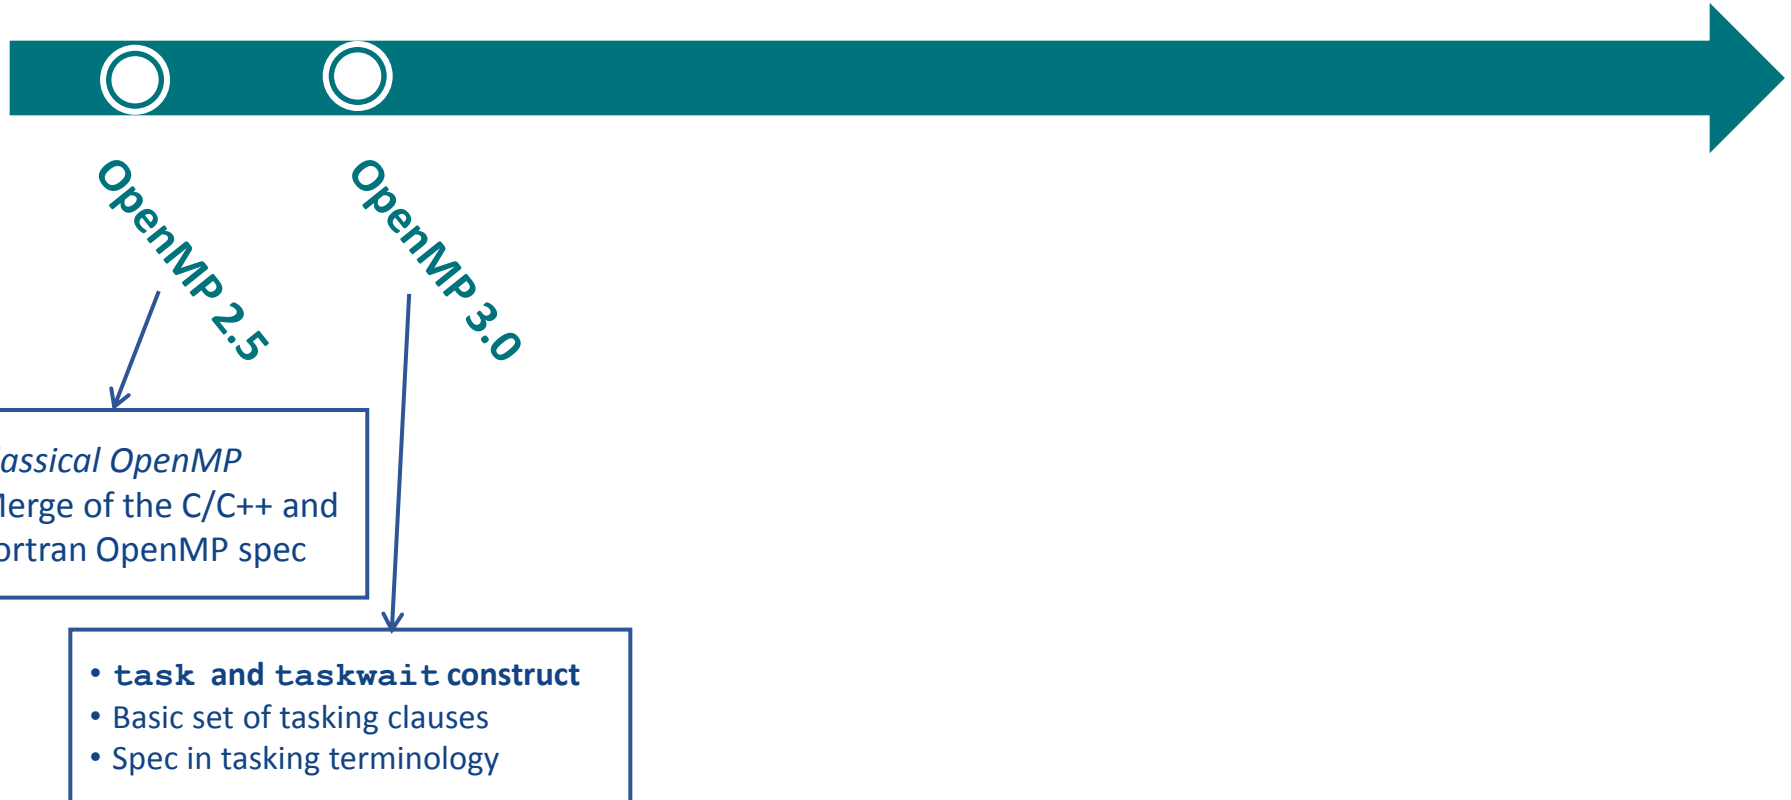 OpenMP 2.5
OpenMP 3.0
assical OpenMP
of the C/C++ and
ortran OpenMP spec
• task and taskwait construct
• Basic set of tasking clauses
• Spec in tasking terminology